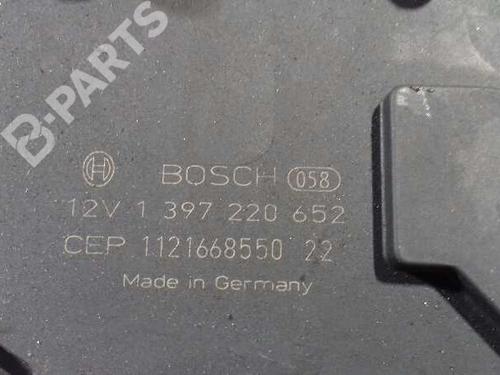 B-PARTS
BOSCH 058
12V 1 397 220 652
CEP 1121668550 22
Made in Germany